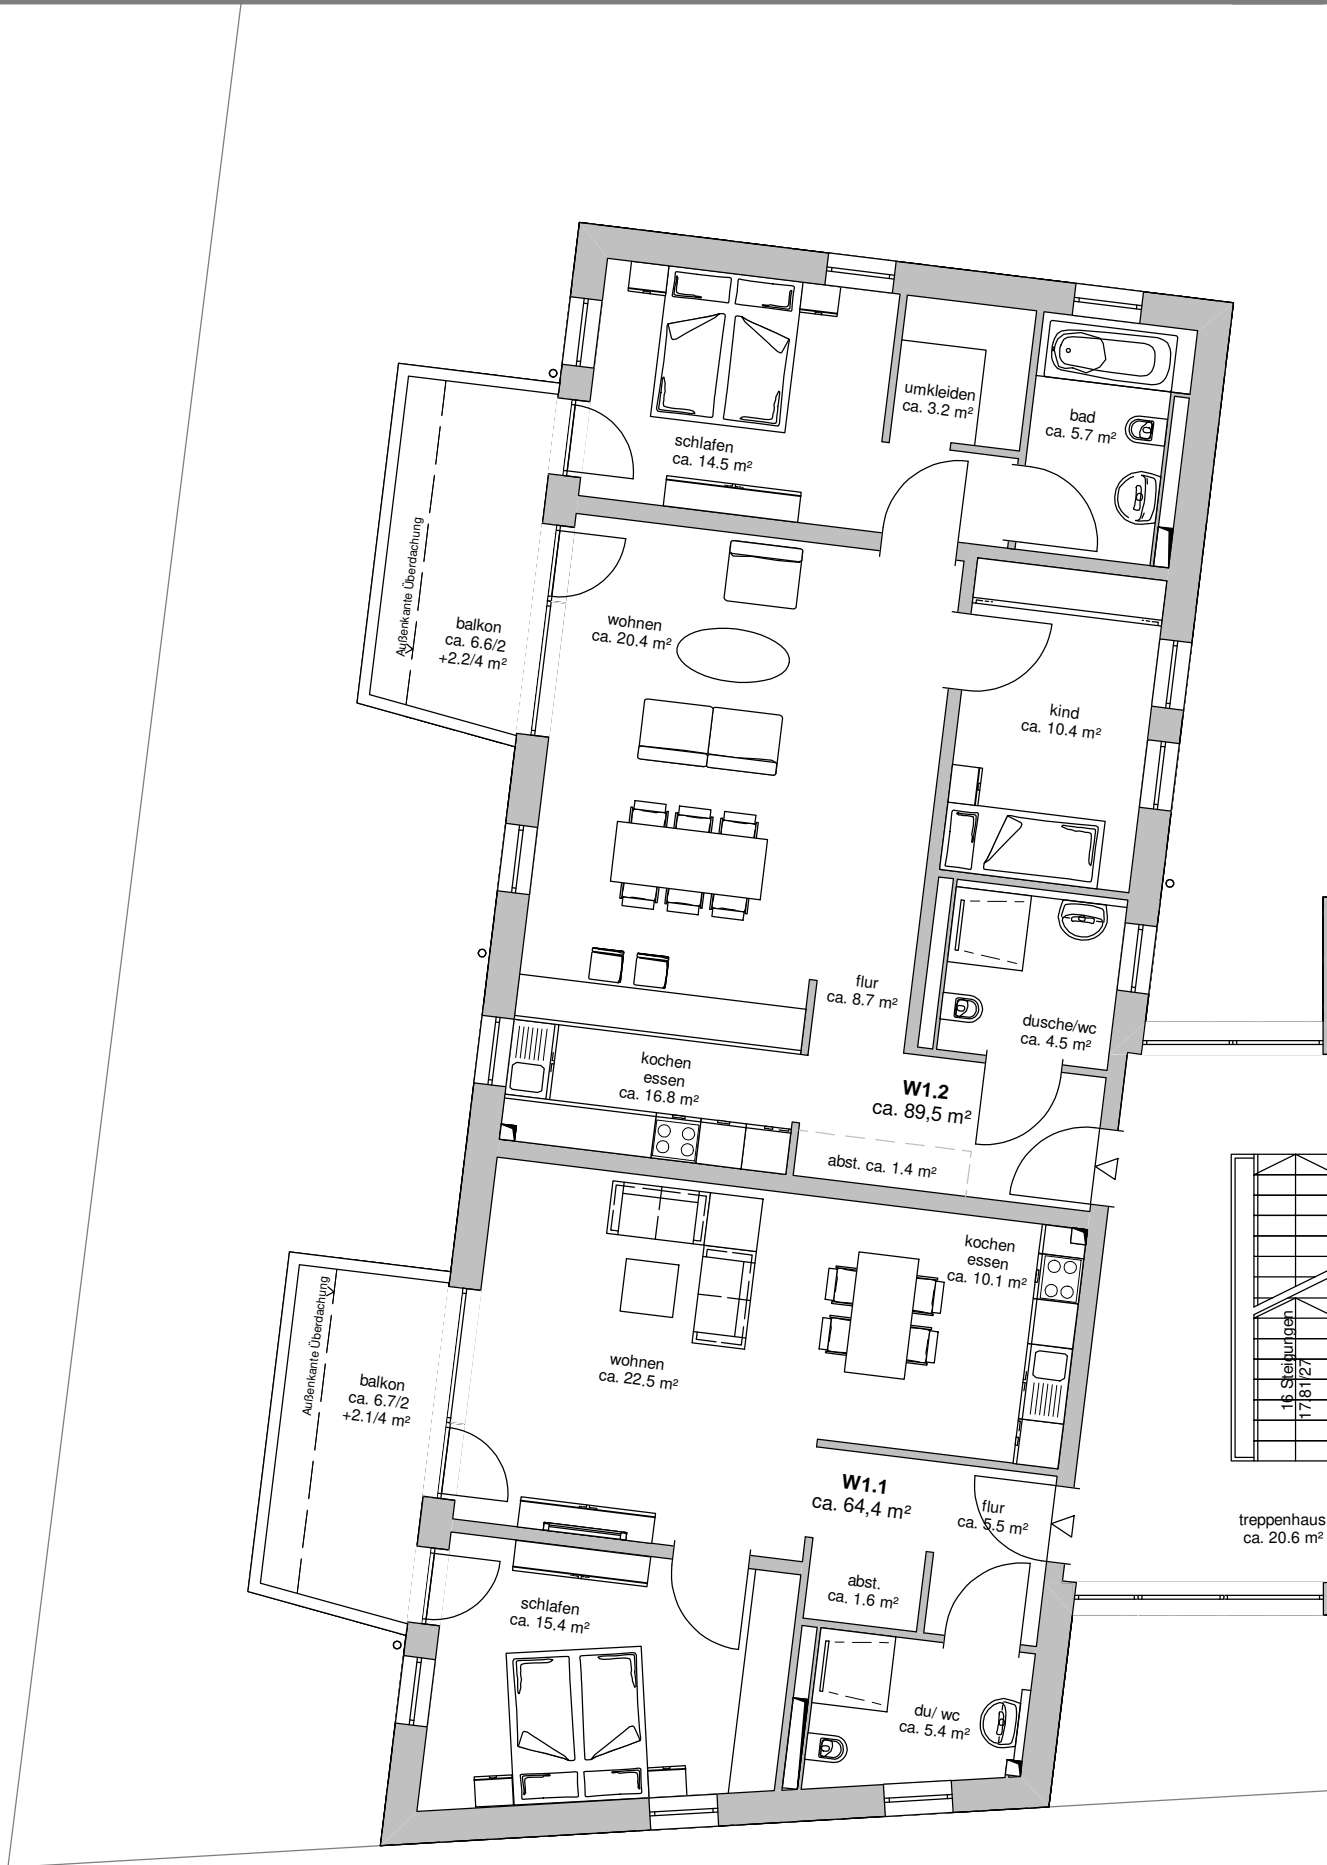 schlafen
ca. 14.5 m²
umkleiden
ca. 3.2 m²
bad
ca. 5.7 m²
Außenkante Überdachung
balkon
ca. 6.6/2
+2.2/4 m²
wohnen
ca. 20.4 m²
kind
ca. 10.4 m²
flur
ca. 8.7 m²
dusche/wc
ca. 4.5 m²
kochen
essen
ca. 16.8 m²
W1.2
ca. 89,5 m²
abst. ca. 1.4 m²
kochen
essen
ca. 10.1 m²
Außenkante Überdachung
balkon
ca. 6.7/2
+2.1/4 m²
wohnen
ca. 22.5 m²
16 Steigungen
17.81/27
W1.1
ca. 64,4 m²
flur
ca. 5.5 m²
treppenhaus
ca. 20.6 m²
abst.
ca. 1.6 m²
schlafen
ca. 15.4 m²
du/ wc
ca. 5.4 m²